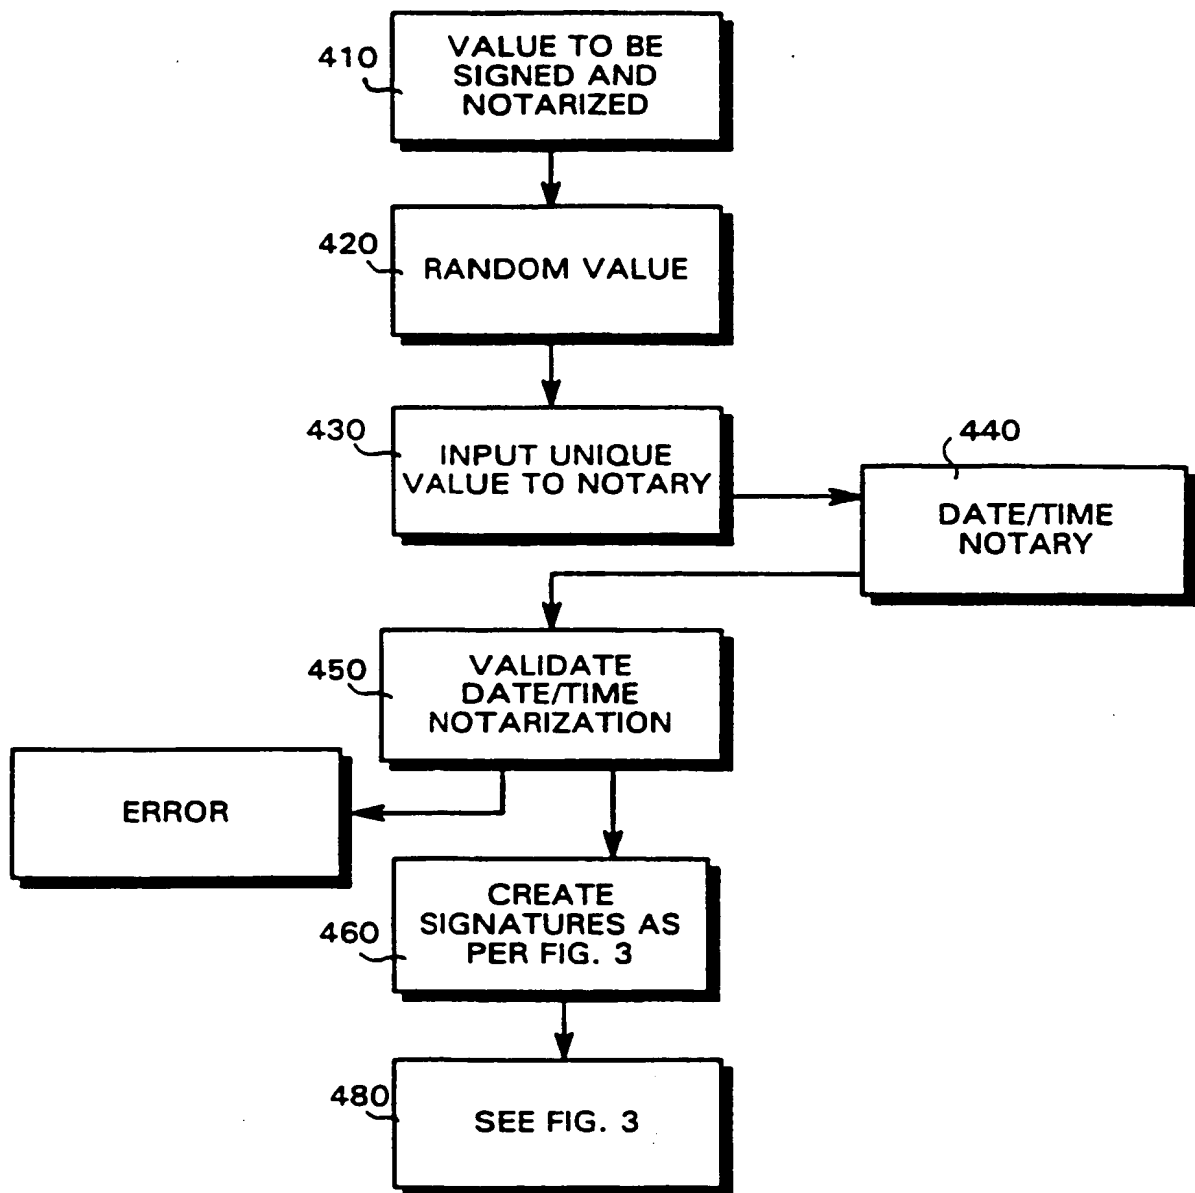 410
VALUE TO BE
SIGNED AND
NOTARIZED
420
RANDOM VALUE
430
INPUT UNIQUE
VALUE TO NOTARY
440
DATE/TIME
NOTARY
450
VALIDATE
DATE/TIME
NOTARIZATION
ERROR
460
CREATE
SIGNATURES AS
PER FIG. 3
480
SEE FIG. 3